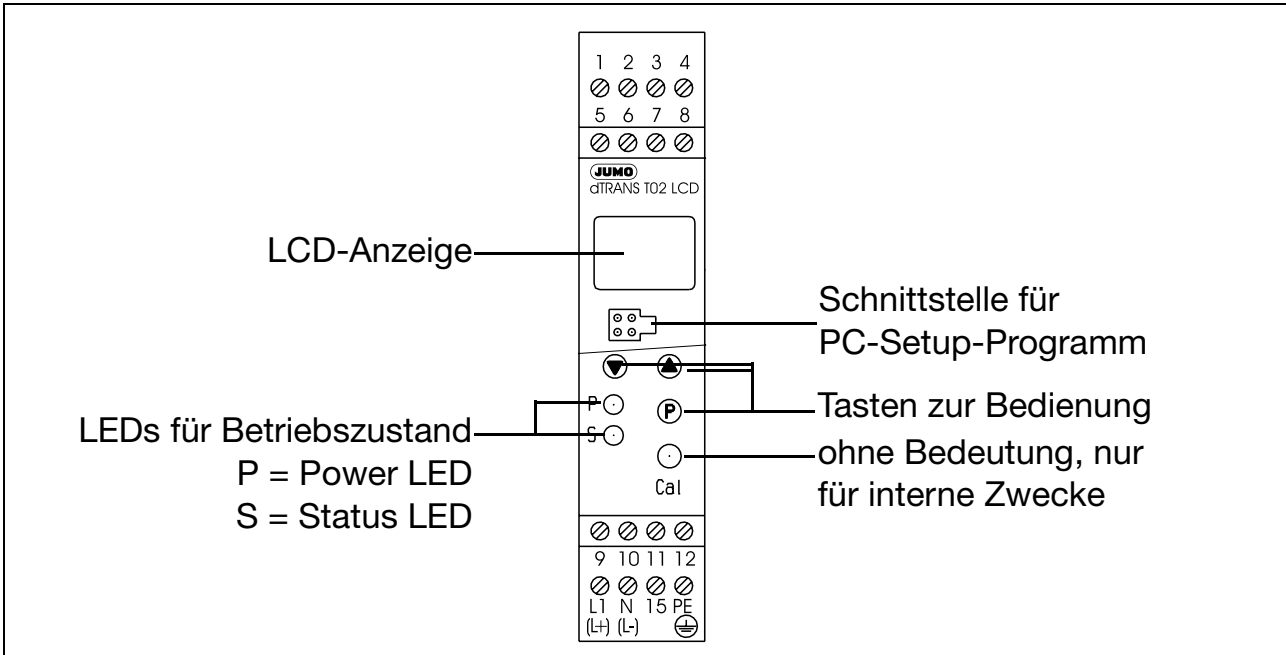 1 2 3 4
5 6 7 8
JUMO
dTRANS T02 LCD
LCD-Anzeige
Schnittstelle für
PC-Setup-Programm
LEDs für Betriebszustand
P = Power LED
S = Status LED
P
S
P
Tasten zur Bedienung
ohne Bedeutung, nur
für interne Zwecke
Cal
9 10 11 12
L1 N 15 PE
(L+) (L-)